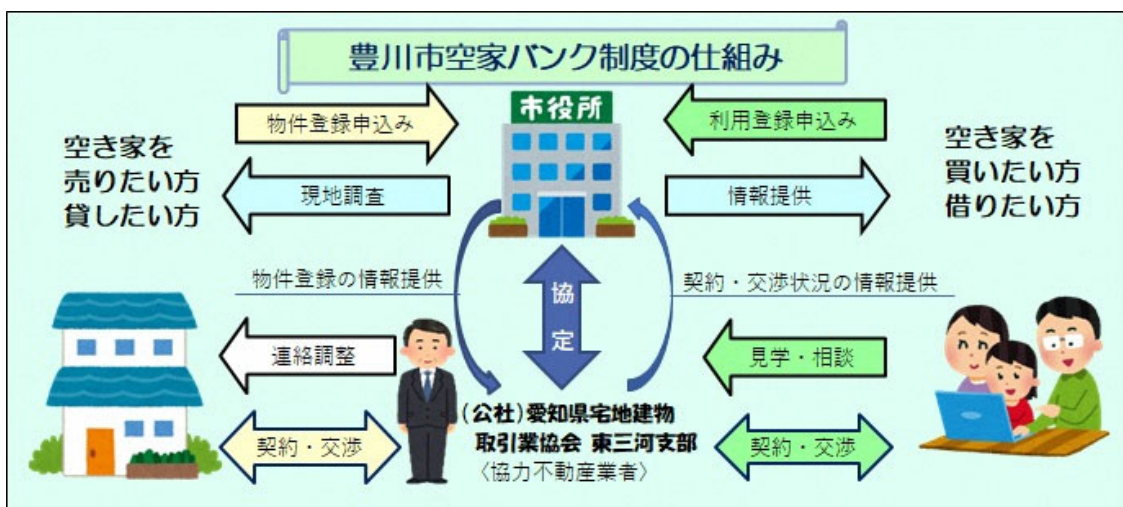 豊川市空家バンク制度の仕組み
市役所
物件登録申込み
利用登録申込み
空き家を
売りたい方
貸したい方
現地調査
情報提供
空き家を
買いたい方
借りたい方
物件登録の情報提供
協
定
契約・交渉状況の情報提供
連絡調整
見学・相談
(公社)愛知県宅地建物
取引業協会 東三河支部
〈協力不動産業者〉
契約・交渉
契約・交渉